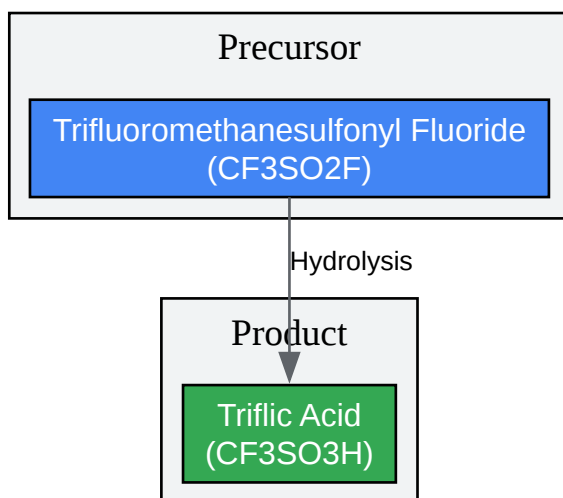 Precursor
Trifluoromethanesulfonyl Fluoride
(CF3SO2F)
Hydrolysis
Product
Triflic Acid
(CF3SO3H)